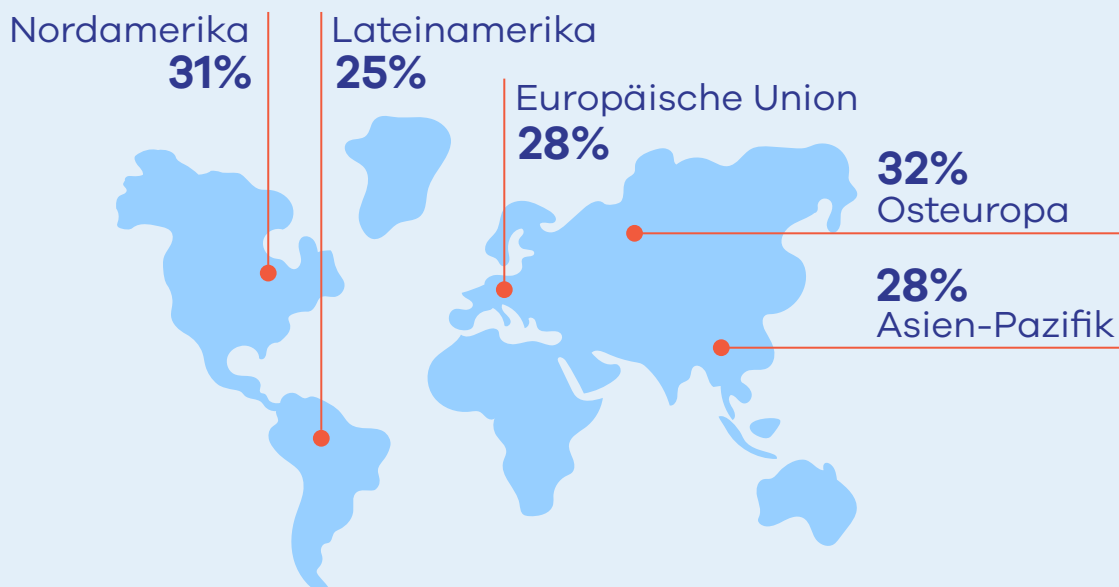 Nordamerika
31%
Lateinamerika
25%
Europäische Union
28%
32%
Osteuropa
28%
Asien-Pazifik